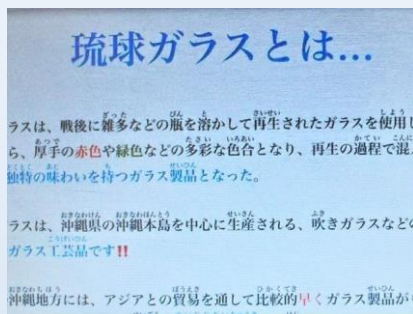 琉球ガラスとは...
ラスは、戦後に雑多などの瓶を溶かして再生されたガラスを使用し
ら、厚手の赤色や緑色などの多彩な色合となり、再生の過程で混
独特の味わいを持つガラス製品となった。
ラスは、沖縄県の沖縄本島を中心に生産される、吹きガラスなどの
ガラス工芸品です!!
沖縄地方には、アジアとの貿易を通して比較的早くガラス製品が